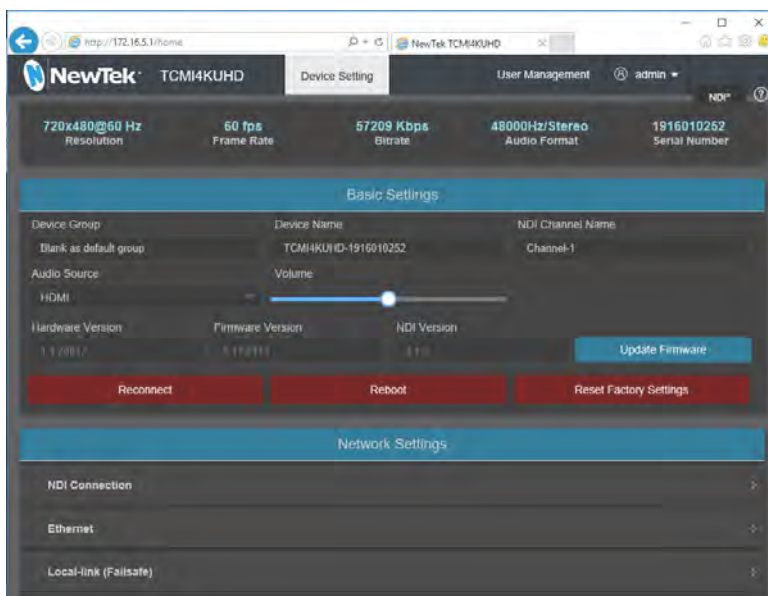 http://172.16.5.1/home
NewTek TCMI4KUHD
NewTek TCMI4KUHD Device Setting User Management admin
NDI®
720x480@60 Hz 60 fps 57209 Kbps 48000Hz/Stereo 1916010252
Resolution Frame Rate Bitrate Audio Format Serial Number
Basic Settings
Device Group Device Name NDI Channel Name
Blank as default group TCMI4KUHD-1916010252 Channel-1
Audio Source Volume
HDMI
Hardware Version Firmware Version NDI Version
Update Firmware
Reconnect Reboot Reset Factory Settings
Network Settings
NDI Connection
Ethernet
Local-link (Failsafe)